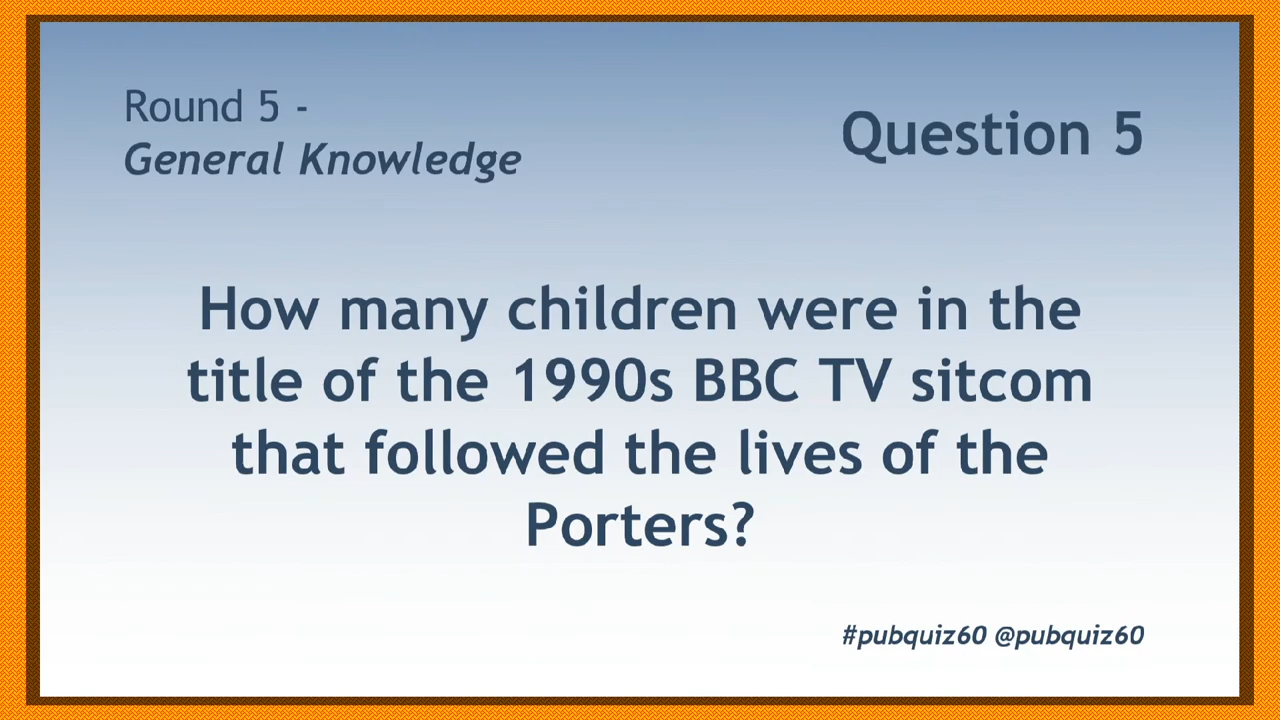 Round 5 -
General Knowledge
Question 5
How many children were in the
title of the 1990s BBC TV sitcom
that followed the lives of the
Porters?
#pubquiz60 @pubquiz60